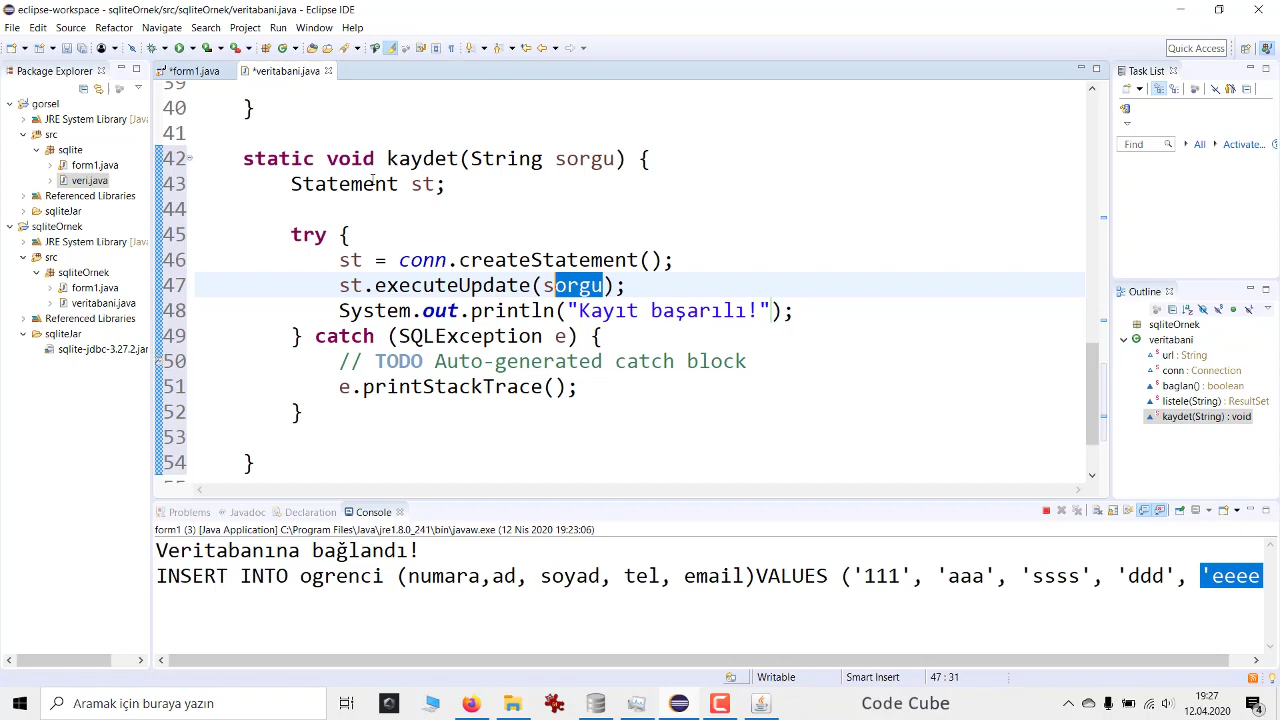 eclipse-workspace - sqliteOrnek/src/sqliteOrnek/veritabani.java - Eclipse IDE
File Edit Source Refactor Navigate Search Project Run Window Help
Quick Access
Package Explorer
*form1.java
*veritabani.java
Task List
gorsel
JRE System Library [Java
src
sqlite
form1.java
veri.java
Referenced Libraries
sqliteJar
sqliteOrnek
JRE System Library [Java
src
sqliteOrnek
form1.java
veritabani.java
Referenced Libraries
sqliteJar
sqlite-jdbc-3.27.2.jar
39
40 }
41
42 static void kaydet(String sorgu) {
43 Statement st;
44
45 try {
46 st = conn.createStatement();
47 st.executeUpdate(sorgu);
48 System.out.println("Kayıt başarılı!");
49 } catch (SQLException e) {
50 // TODO Auto-generated catch block
51 e.printStackTrace();
52 }
53
54 }
Find All Activate...
Outline
sqliteOrnek
veritabani
url : String
conn : Connection
baglan() : boolean
listele(String) : ResultSet
kaydet(String) : void
Problems Javadoc Declaration Console
form1 (3) [Java Application] C:\Program Files\Java\jre1.8.0_241\bin\javaw.exe (12 Nis 2020 19:23:06)
Veritabanına bağlandı!
INSERT INTO ogrenci (numara,ad, soyad, tel, email)VALUES ('111', 'aaa', 'ssss', 'ddd', 'eeee
Writable Smart Insert 47 : 31
Aramak için buraya yazın
Code Cube
19:27
12.04.2020
4